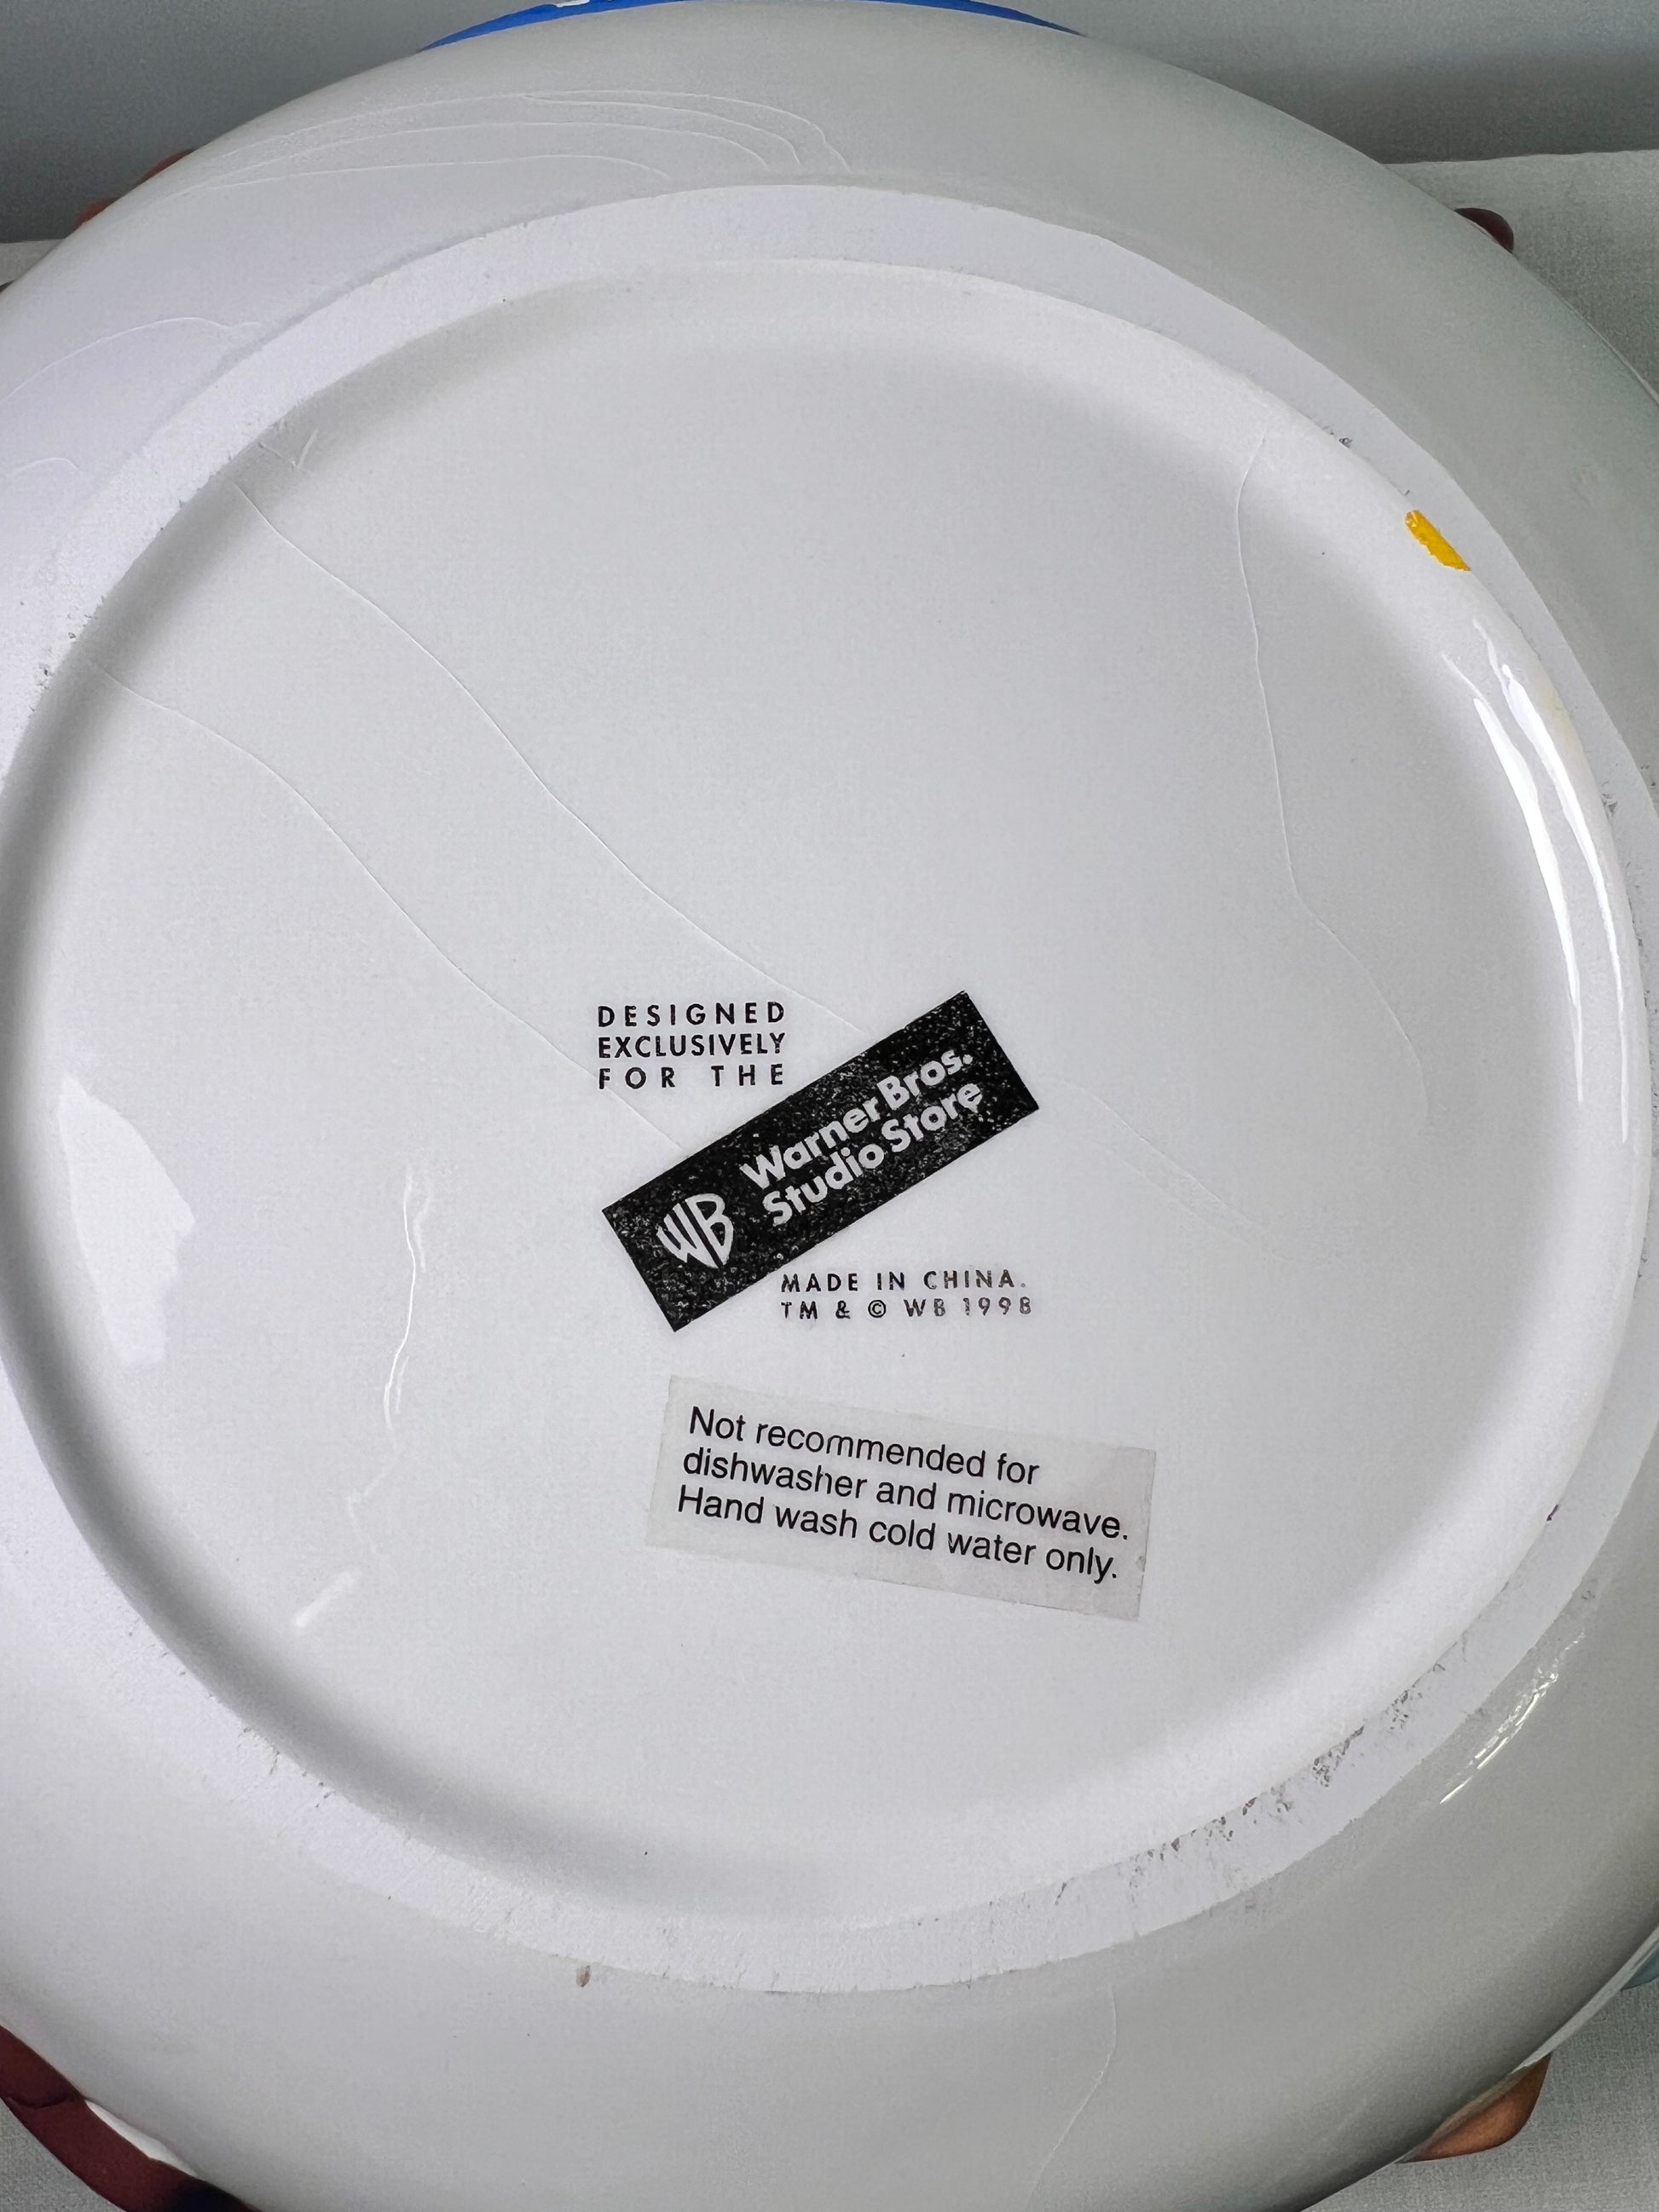 DESIGNED
EXCLUSIVELY
FOR THE
WB
Warner Bros.
Studio Store
MADE IN CHINA.
TM & © WB 1998
Not recommended for
dishwasher and microwave.
Hand wash cold water only.